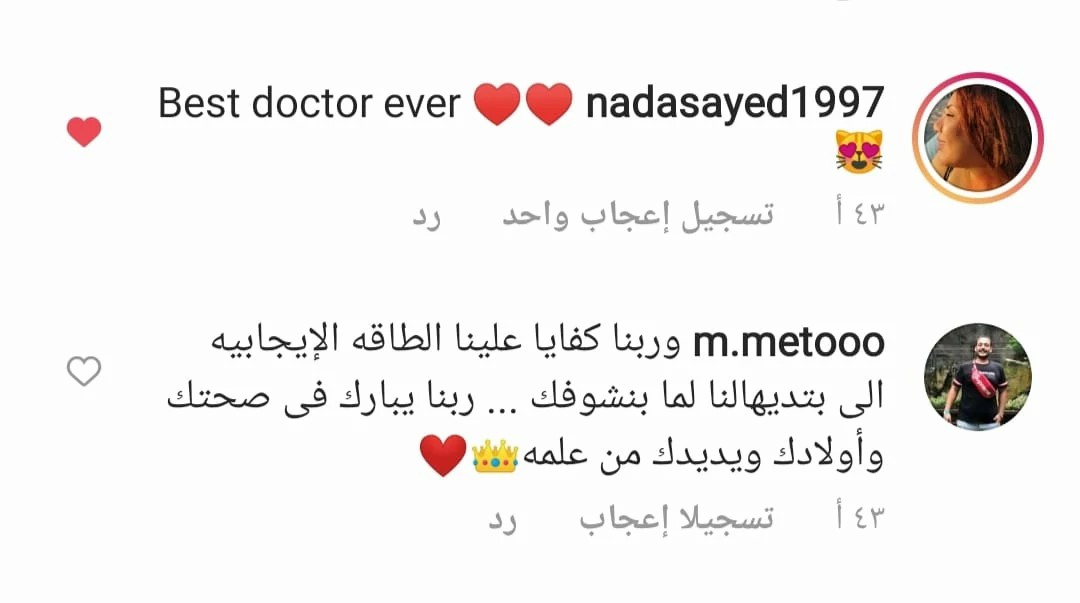 nadasayed1997 ❤️❤️ Best doctor ever
😻
٤٣ أ تسجيل إعجاب واحد رد
m.metooo وربنا كفايا علينا الطاقه الإيجابيه
الى بتديهالنا لما بنشوفك ... ربنا يبارك فى صحتك
وأولادك ويديدك من علمه👑❤️
٤٣ أ تسجيلا إعجاب رد